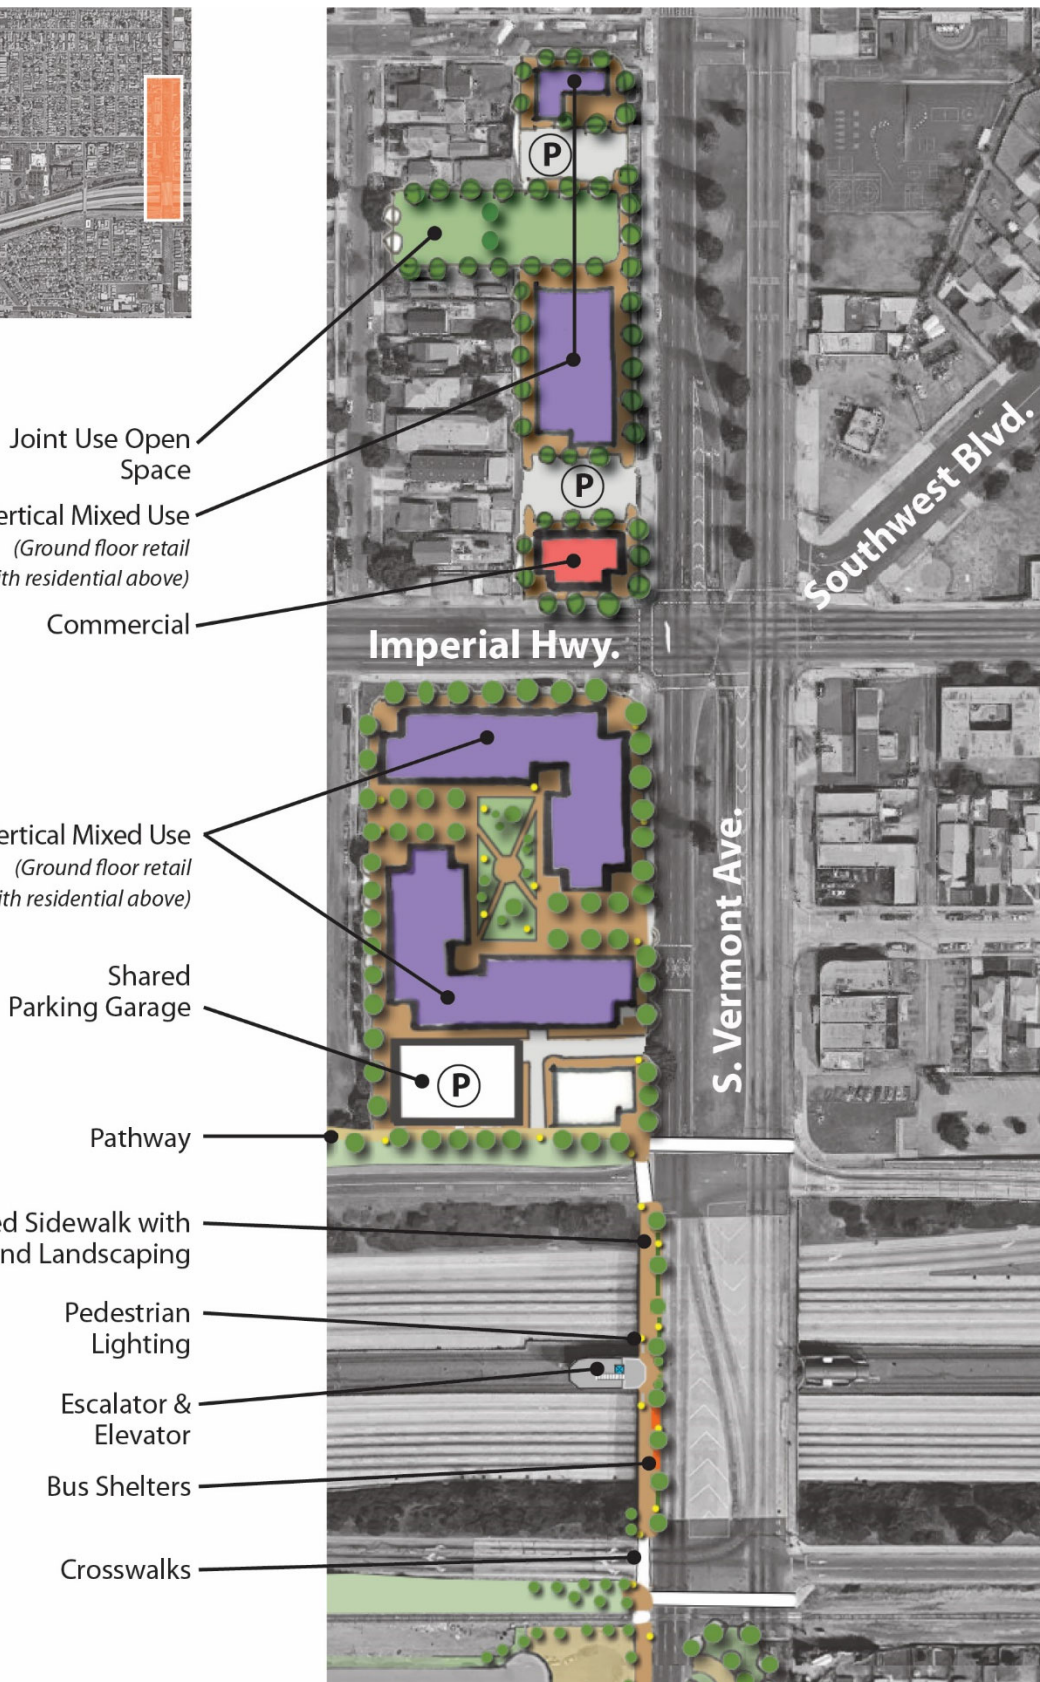 P
Joint Use Open
Space
P
ertical Mixed Use
(Ground floor retail
ith residential above)
Southwest Blvd.
Commercial
Imperial Hwy.
ertical Mixed Use
(Ground floor retail
ith residential above)
S. Vermont Ave.
Shared
Parking Garage
P
Pathway
ed Sidewalk with
nd Landscaping
Pedestrian
Lighting
Escalator &
Elevator
Bus Shelters
Crosswalks